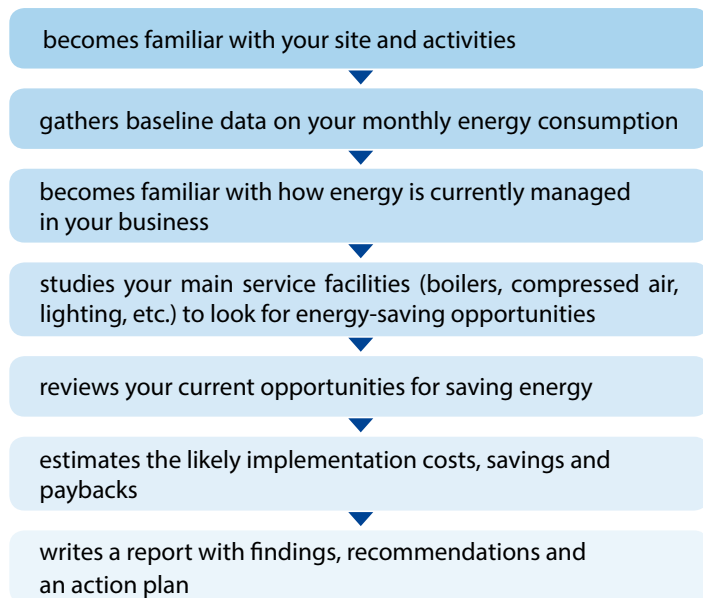 becomes familiar with your site and activities
gathers baseline data on your monthly energy consumption
becomes familiar with how energy is currently managed
in your business
studies your main service facilities (boilers, compressed air,
lighting, etc.) to look for energy-saving opportunities
reviews your current opportunities for saving energy
estimates the likely implementation costs, savings and
paybacks
writes a report with findings, recommendations and
an action plan